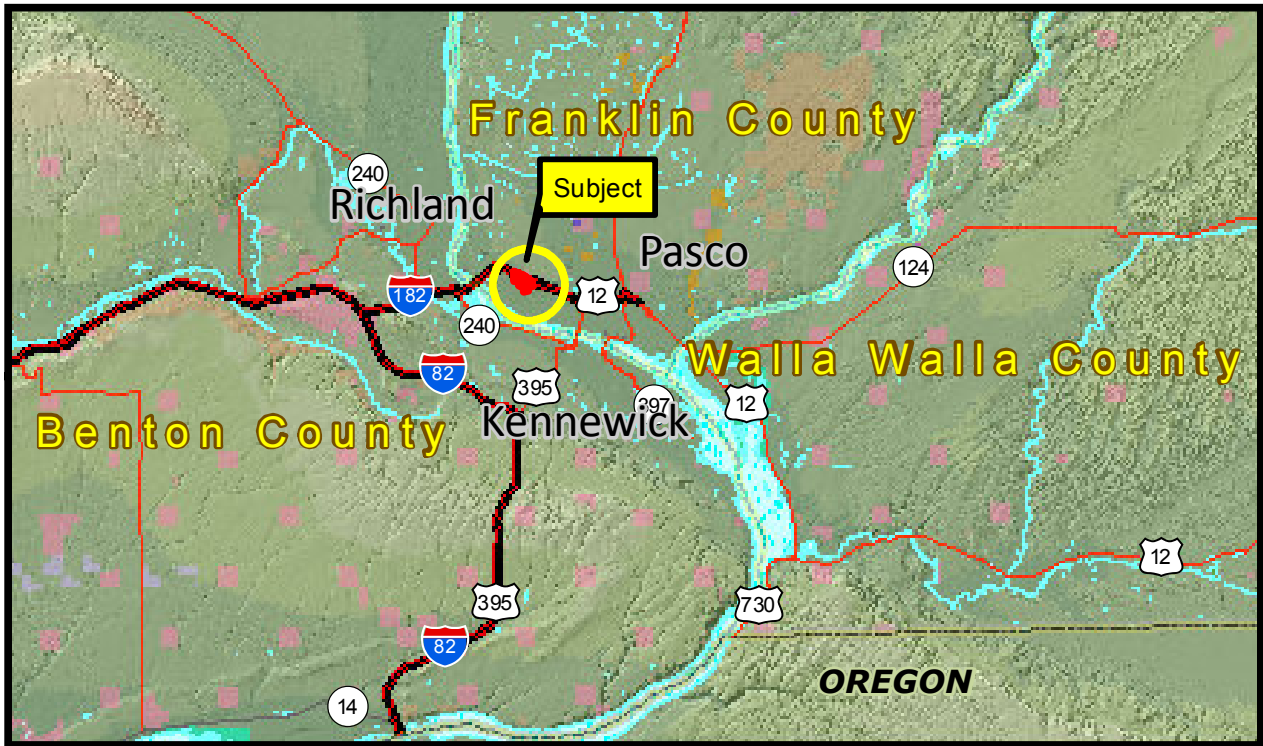 Franklin County
Subject
240
Richland
Pasco
124
182
12
240
Walla Walla County
82
395
397
12
Benton County
Kennewick
12
395
730
82
OREGON
14